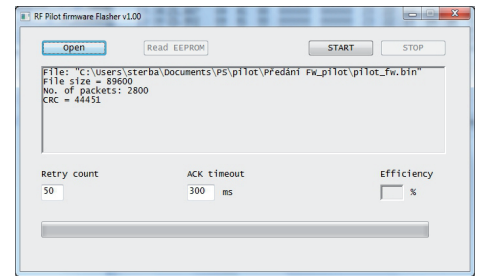 RF Pilot firmware Flasher v1.00
Open Read EEPROM START STOP
File: "C:\Users\sterba\Documents\PS\pilot\Předání FW_pilot\pilot_fw.bin"
File size = 89600
No. of packets: 2800
CRC = 44451
Retry count ACK timeout Efficiency
50 300 ms %